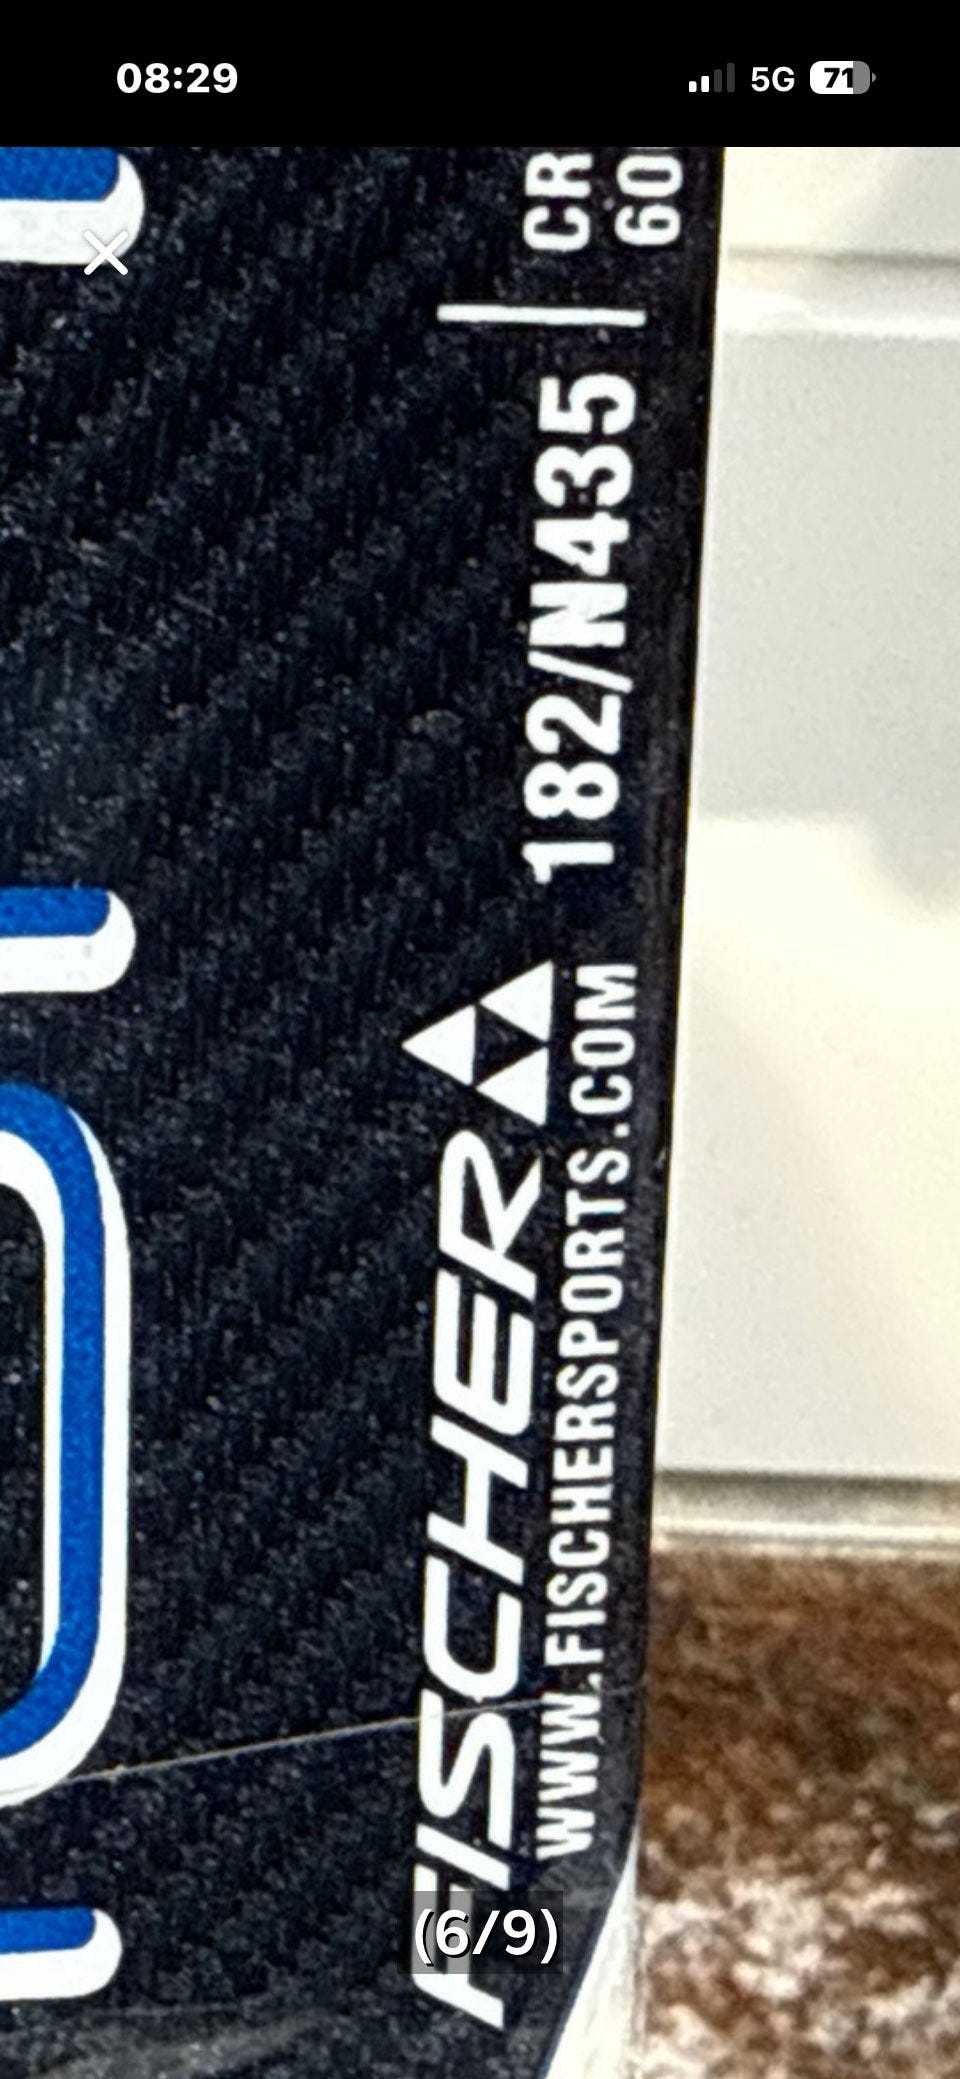 08:29
5G
71
FISCHER
WWW.FISCHERSPORTS.COM
182/N435
CR
60
(6/9)